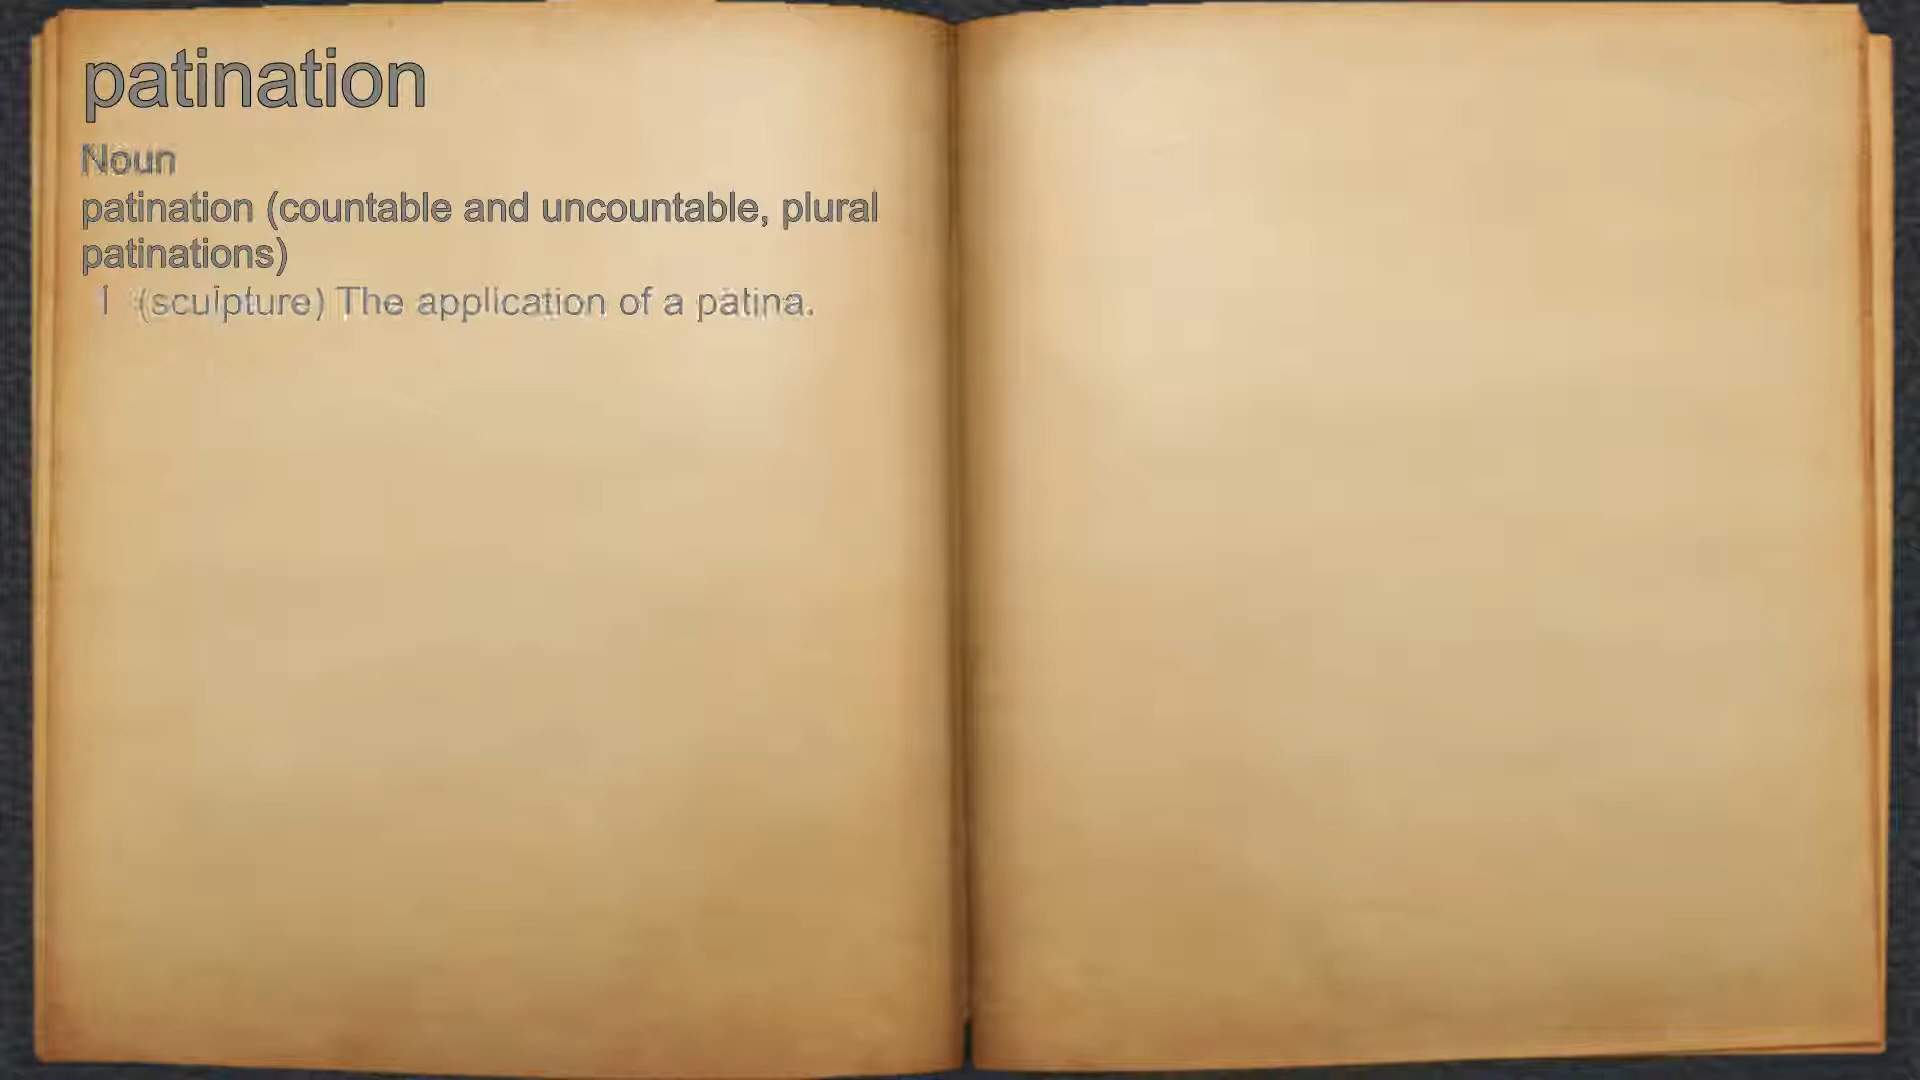 patination
Noun
patination (countable and uncountable, plural
patinations)
1 (sculpture) The application of a patina.